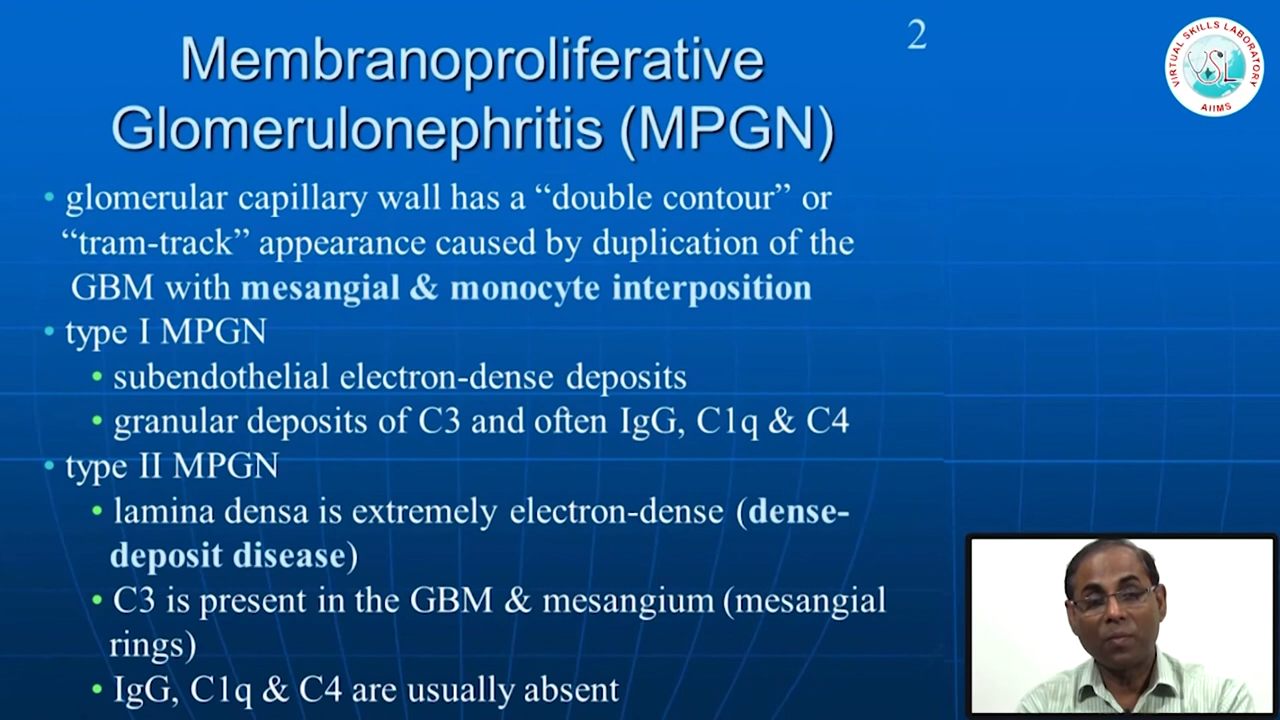 2
Membranoproliferative
Glomerulonephritis (MPGN)
• glomerular capillary wall has a “double contour” or
“tram-track” appearance caused by duplication of the
GBM with mesangial & monocyte interposition
• type I MPGN
• subendothelial electron-dense deposits
• granular deposits of C3 and often IgG, C1q & C4
• type II MPGN
• lamina densa is extremely electron-dense (dense-
deposit disease)
• C3 is present in the GBM & mesangium (mesangial
rings)
• IgG, C1q & C4 are usually absent
VIRTUAL SKILLS LABORATORY
VSL
AIIMS